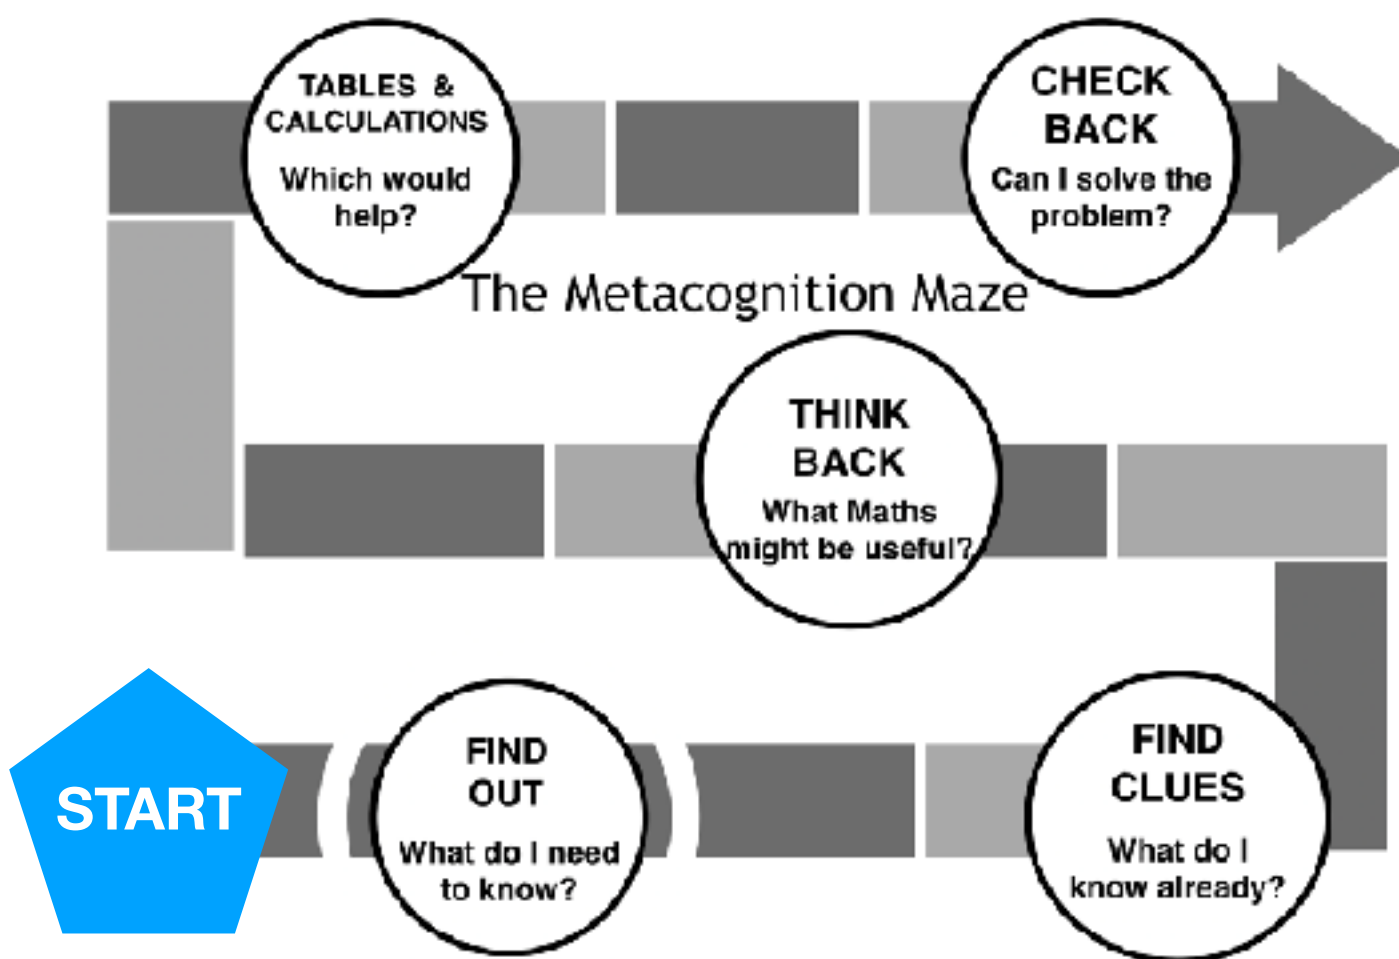 TABLES &
CALCULATIONS
Which would
help?
CHECK
BACK
Can I solve the
problem?
The Metacognition Maze
THINK
BACK
What Maths
might be useful?
START
FIND
OUT
What do I need
to know?
FIND
CLUES
What do I
know already?